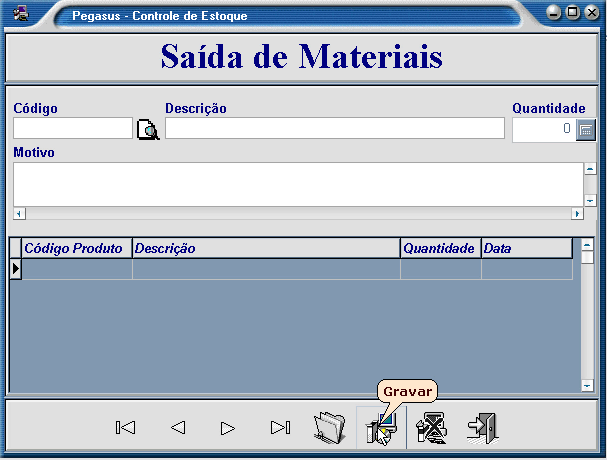 Pegasus - Controle de Estoque
Saída de Materiais
Código Descrição Quantidade
0
Motivo
Código Produto Descrição Quantidade Data
Gravar